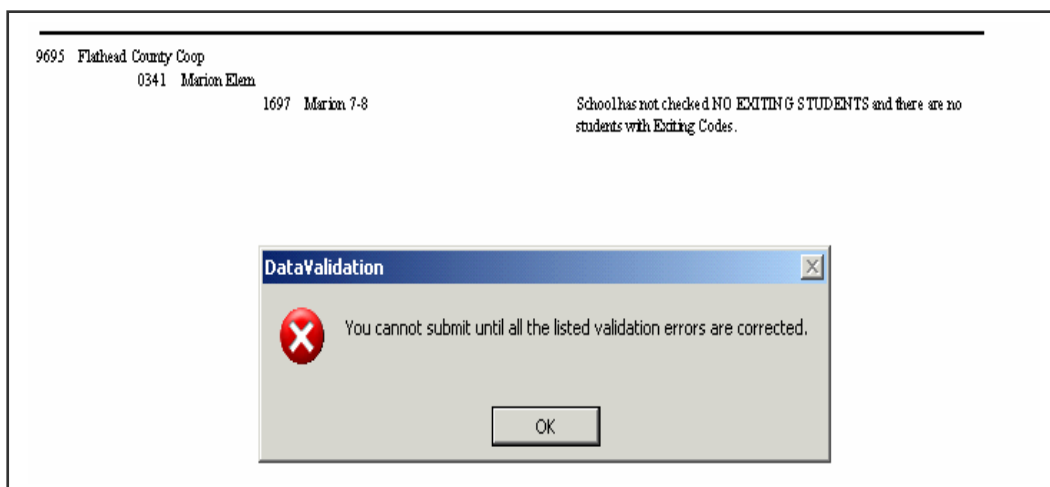 9695 Flathead County Coop
0341 Marion Elem
1697 Marion 7-8 School has not checked NO EXITING STUDENTS and there are no
students with Exiting Codes.
DataValidation
You cannot submit until all the listed validation errors are corrected.
OK